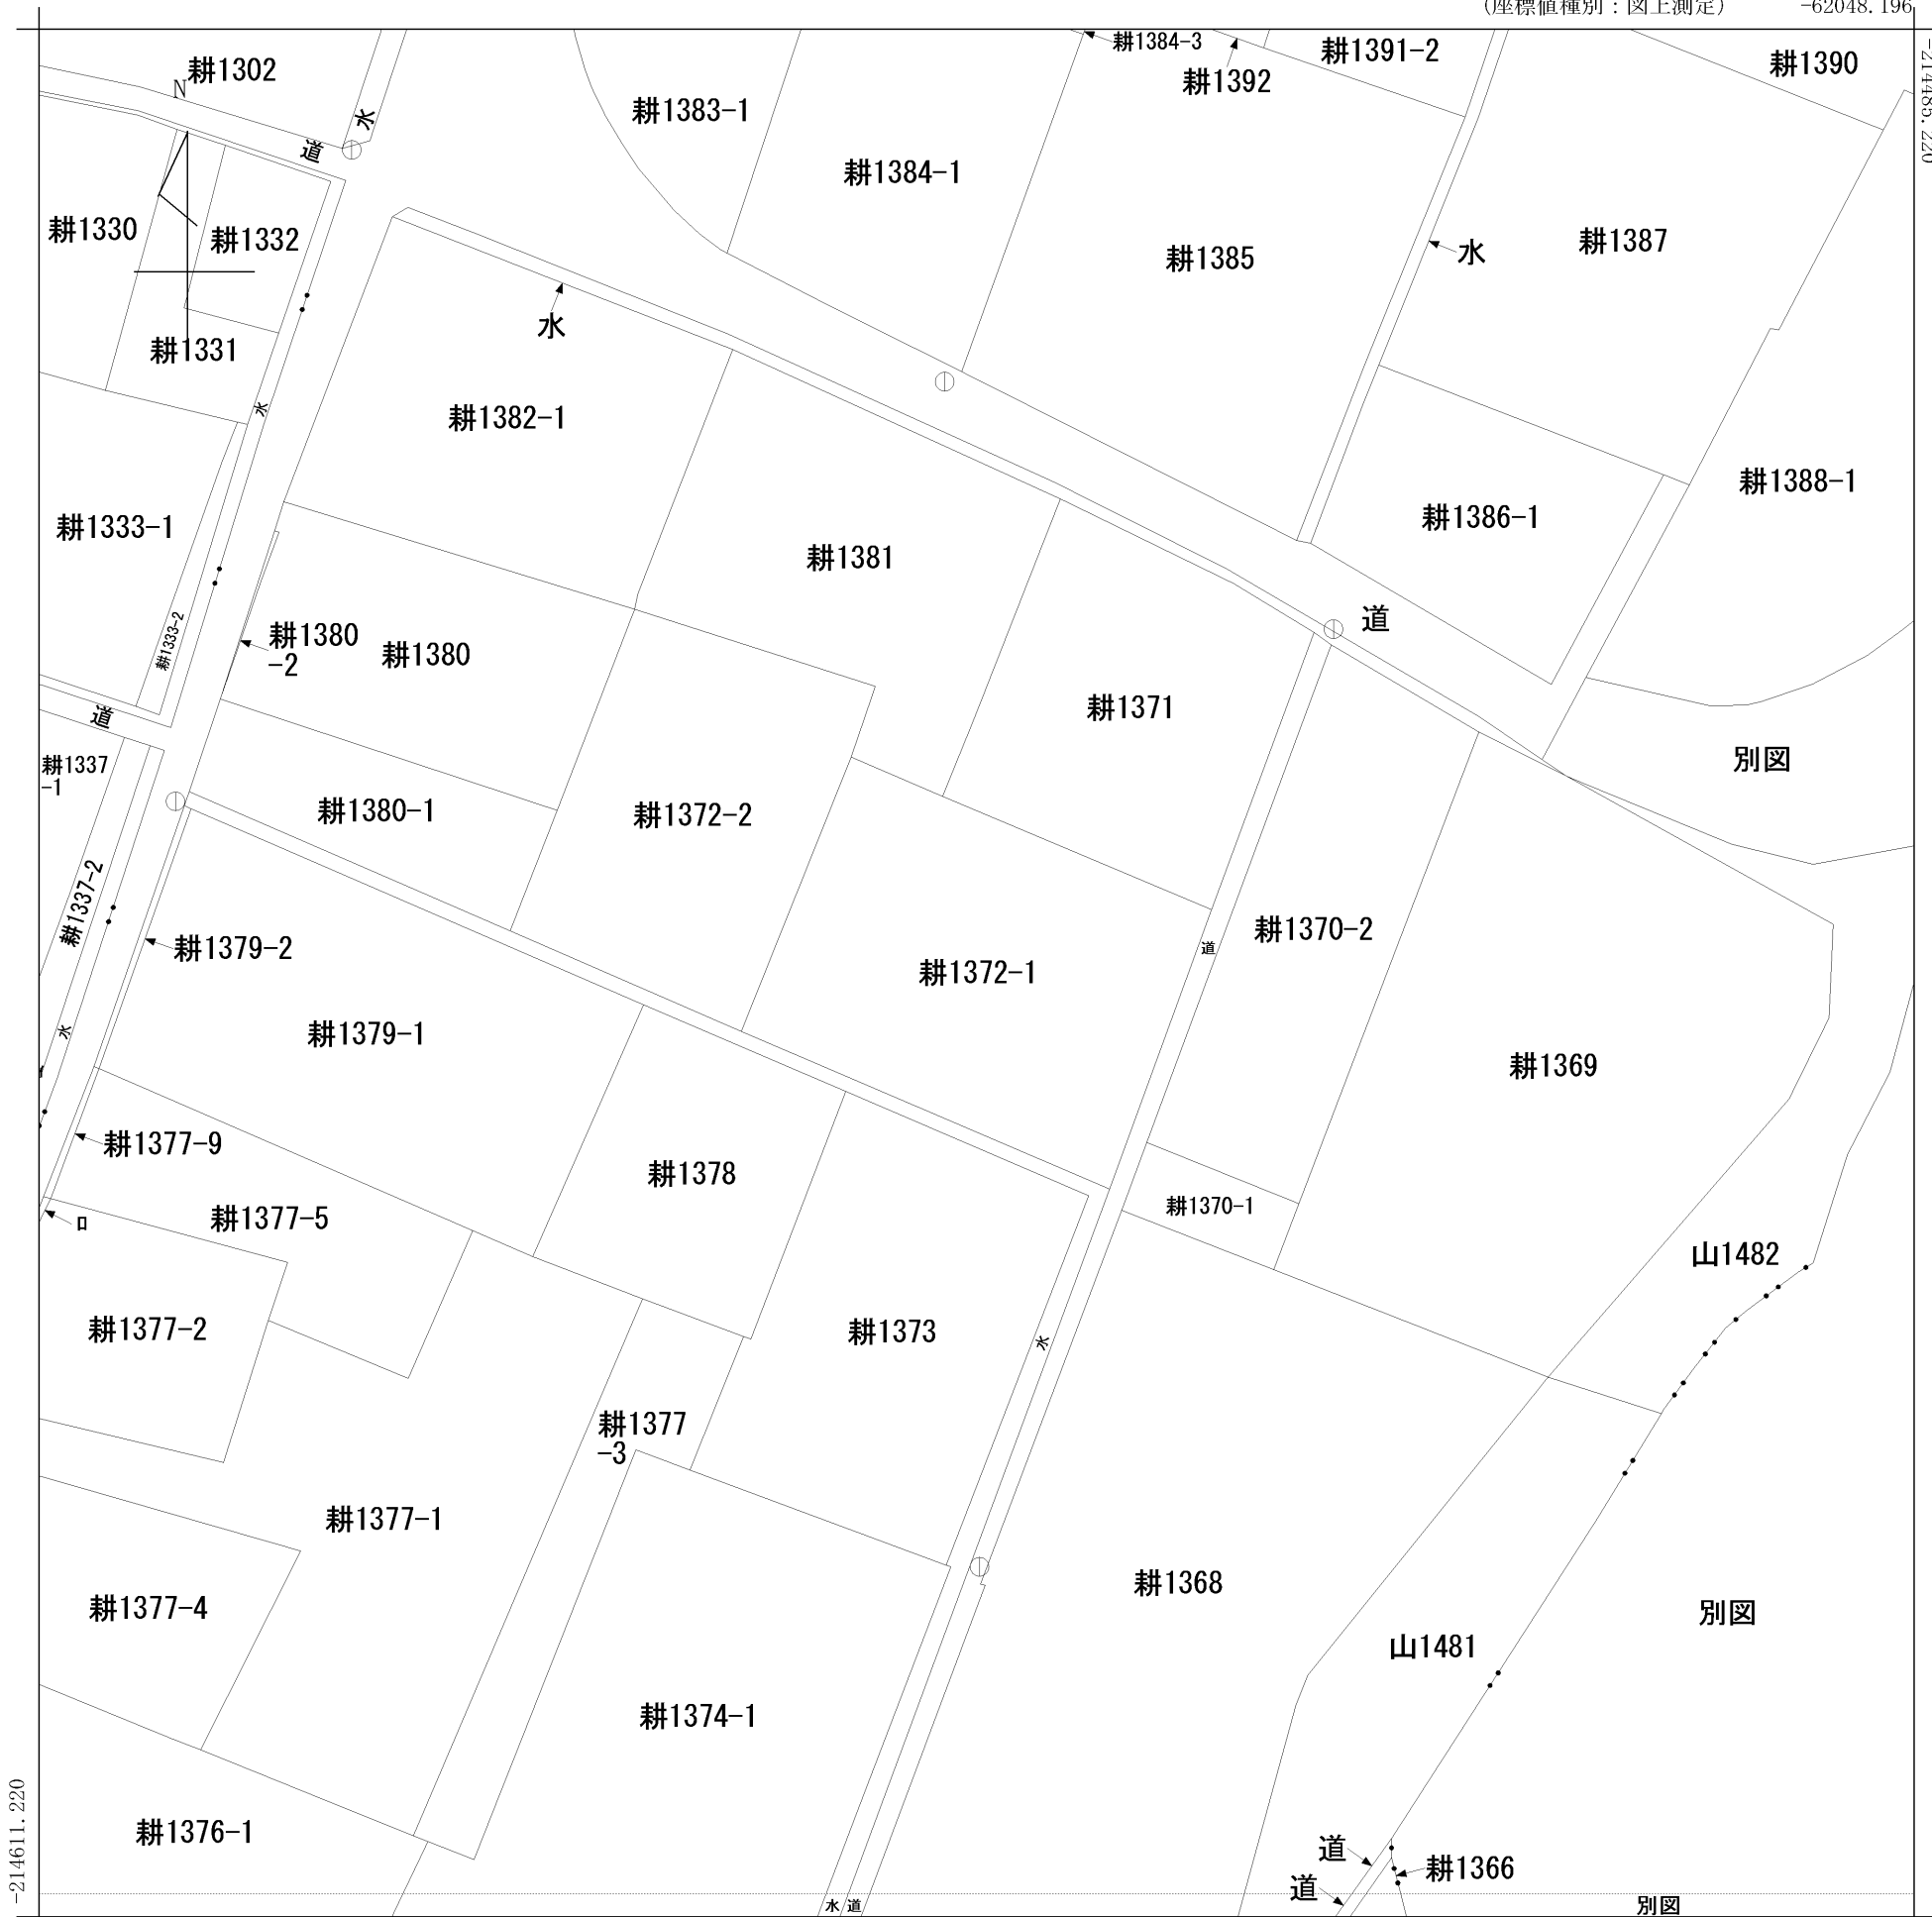 (座標値種別：図上測定)
-62048.196
-214485.220
耕1302
N
水
道
耕1383-1
耕1384-3
耕1392
耕1391-2
耕1390
耕1384-1
耕1330
耕1332
耕1385
水
耕1387
耕1331
水
水
耕1382-1
耕1333-1
耕1381
耕1386-1
耕1388-1
耕1333-2
耕1380
-2
耕1380
道
道
耕1371
別図
耕1337
-1
耕1380-1
耕1372-2
耕1337-2
耕1379-2
耕1370-2
道
耕1372-1
水
耕1379-1
耕1369
耕1377-9
耕1378
耕1370-1
ロ
耕1377-5
山1482
耕1377-2
耕1373
水
耕1377
-3
耕1377-1
耕1368
耕1377-4
別図
山1481
耕1374-1
耕1376-1
道
耕1366
道
水
道
別図
-214611.220